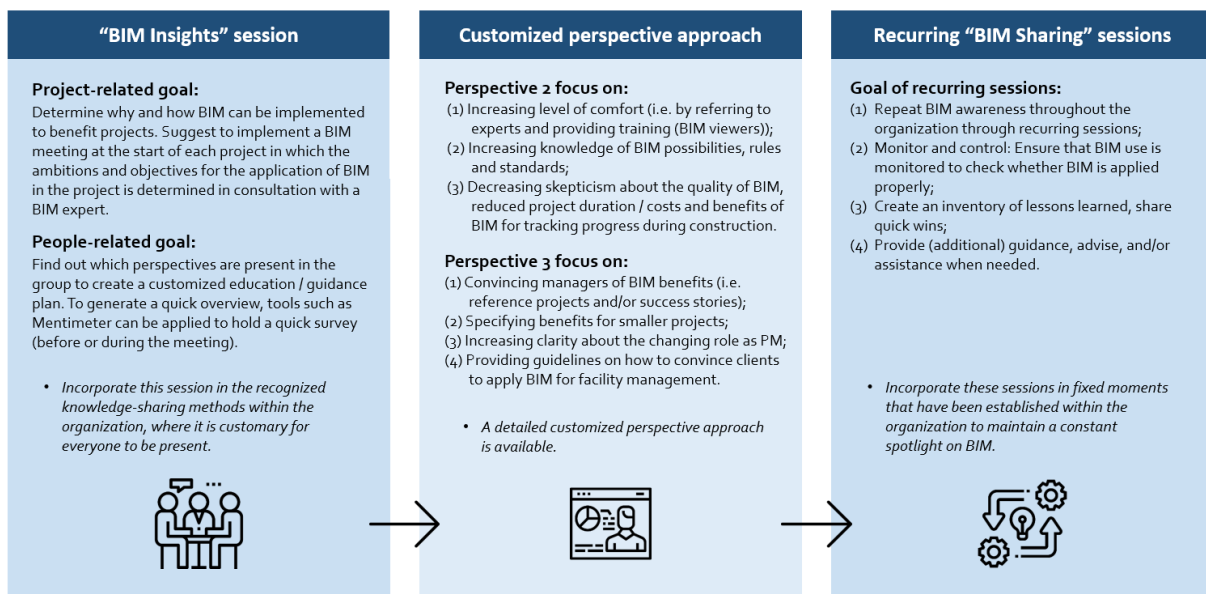 “BIM Insights” session
Project-related goal:
Determine why and how BIM can be implemented
to benefit projects. Suggest to implement a BIM
meeting at the start of each project in which the
ambitions and objectives for the application of BIM
in the project is determined in consultation with a
BIM expert.
People-related goal:
Find out which perspectives are present in the
group to create a customized education / guidance
plan. To generate a quick overview, tools such as
Mentimeter can be applied to hold a quick survey
(before or during the meeting).
• Incorporate this session in the recognized
knowledge-sharing methods within the
organization, where it is customary for
everyone to be present.
Customized perspective approach
Perspective 2 focus on:
(1) Increasing level of comfort (i.e. by referring to
experts and providing training (BIM viewers));
(2) Increasing knowledge of BIM possibilities, rules
and standards;
(3) Decreasing skepticism about the quality of BIM,
reduced project duration / costs and benefits of
BIM for tracking progress during construction.
Perspective 3 focus on:
(1) Convincing managers of BIM benefits (i.e.
reference projects and/or success stories);
(2) Specifying benefits for smaller projects;
(3) Increasing clarity about the changing role as PM;
(4) Providing guidelines on how to convince clients
to apply BIM for facility management.
• A detailed customized perspective approach
is available.
Recurring “BIM Sharing” sessions
Goal of recurring sessions:
(1) Repeat BIM awareness throughout the
organization through recurring sessions;
(2) Monitor and control: Ensure that BIM use is
monitored to check whether BIM is applied
properly;
(3) Create an inventory of lessons learned, share
quick wins;
(4) Provide (additional) guidance, advise, and/or
assistance when needed.
• Incorporate these sessions in fixed moments
that have been established within the
organization to maintain a constant
spotlight on BIM.